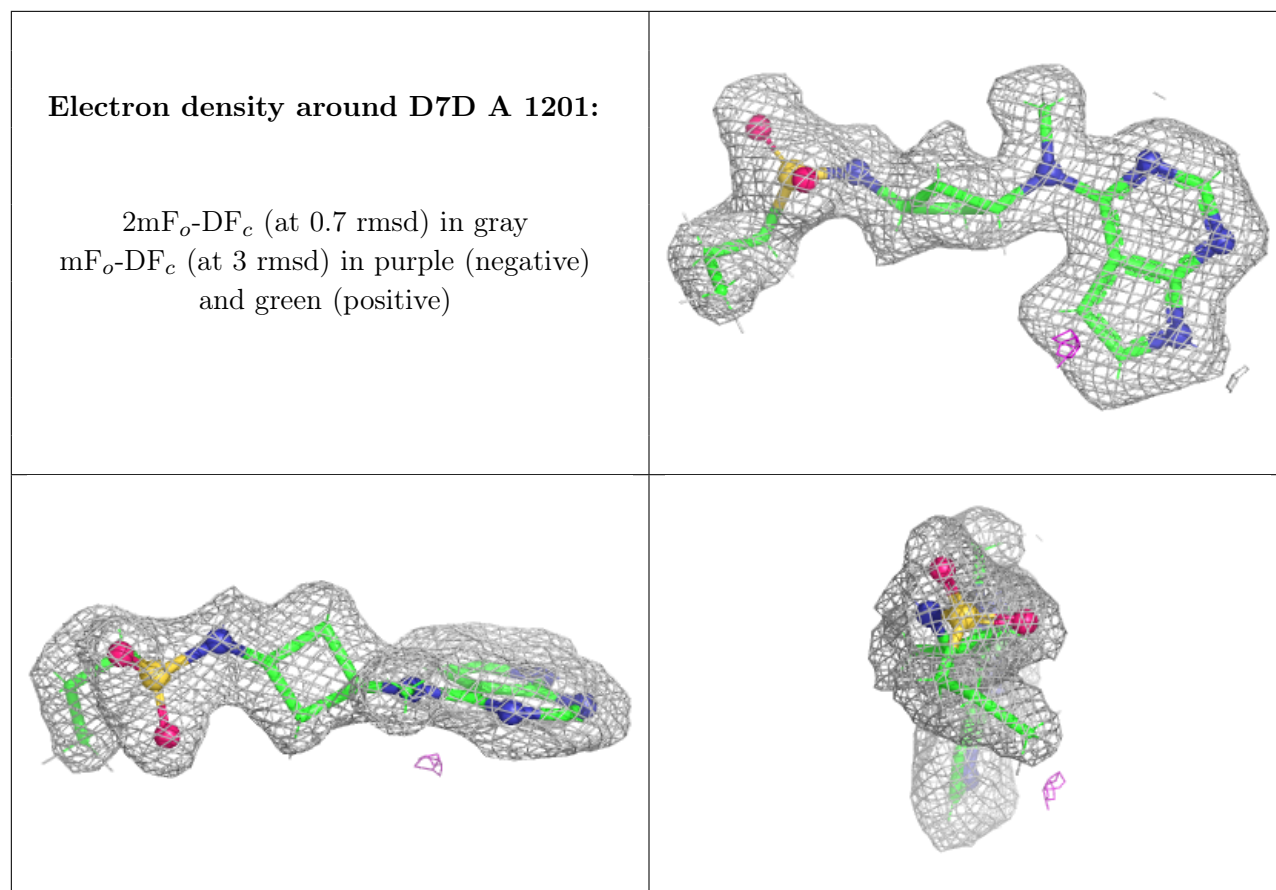 Electron density around D7D A 1201:
2mFₒ-DF𝒸 (at 0.7 rmsd) in gray
mFₒ-DF𝒸 (at 3 rmsd) in purple (negative)
and green (positive)